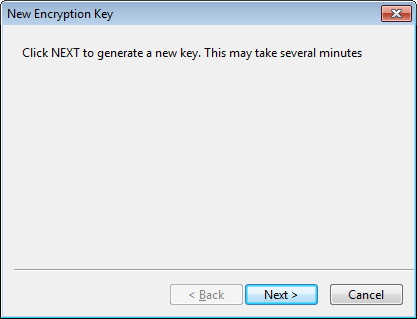 New Encryption Key
Click NEXT to generate a new key. This may take several minutes
< Back
Next >
Cancel